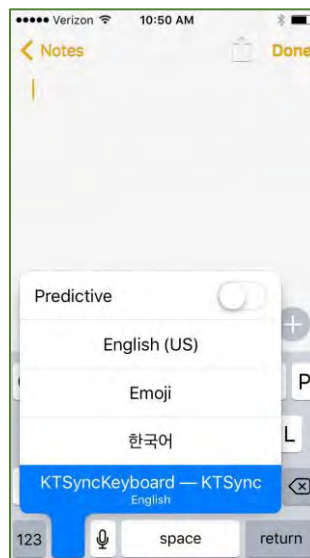 Verizon 10:50 AM
Notes Done
Predictive
English (US)
Emoji
한국어
KTSyncKeyboard — KTSync
English
P
L
123 space return